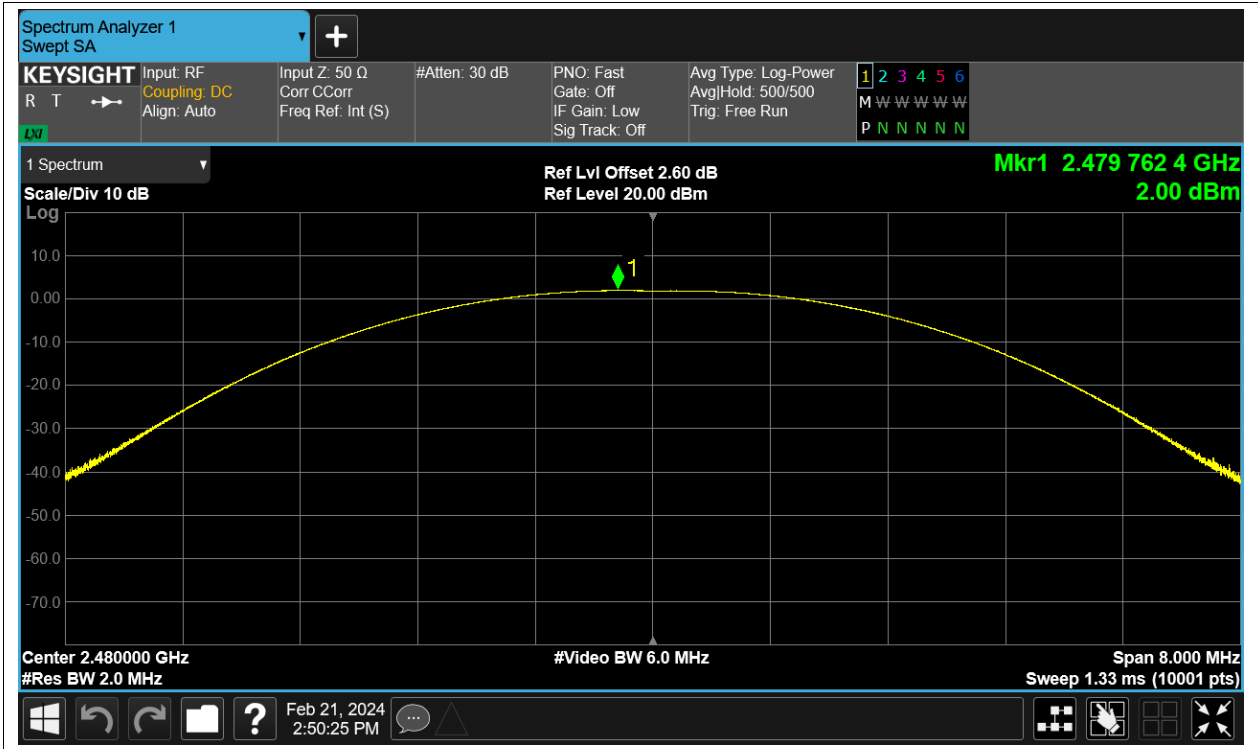 Spectrum Analyzer 1
Swept SA
+
KEYSIGHT
R T
LXI
Input: RF
Coupling: DC
Align: Auto
Input Z: 50 Ω
Corr CCorr
Freq Ref: Int (S)
#Atten: 30 dB
PNO: Fast
Gate: Off
IF Gain: Low
Sig Track: Off
Avg Type: Log-Power
Avg|Hold: 500/500
Trig: Free Run
1 2 3 4 5 6
M W W W W W
P N N N N N
1 Spectrum
Scale/Div 10 dB
Ref Lvl Offset 2.60 dB
Ref Level 20.00 dBm
Mkr1 2.479 762 4 GHz
2.00 dBm
Log
10.0
0.00
-10.0
-20.0
-30.0
-40.0
-50.0
-60.0
-70.0
1
Center 2.480000 GHz
#Res BW 2.0 MHz
#Video BW 6.0 MHz
Span 8.000 MHz
Sweep 1.33 ms (10001 pts)
?
Feb 21, 2024
2:50:25 PM